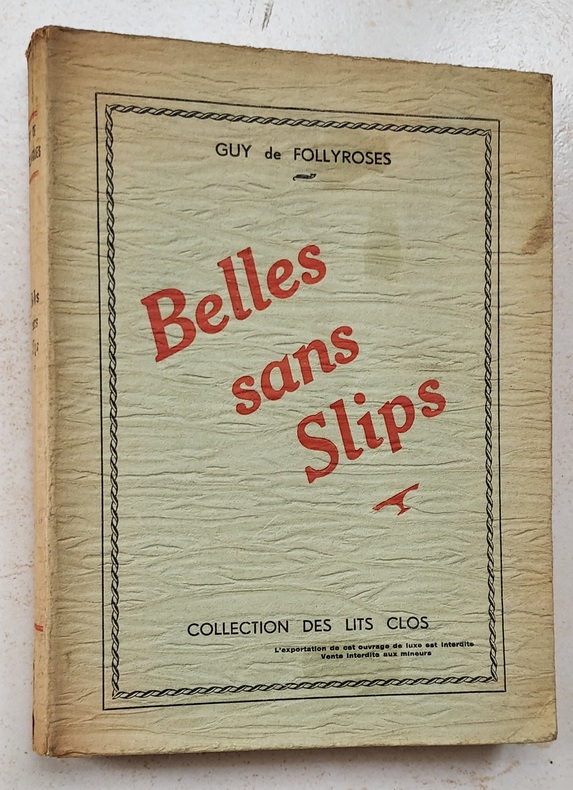 GUY de FOLLYROSES
Belles
sans
Slips
COLLECTION DES LITS CLOS
L'exportation de cet ouvrage de luxe est interdite
Vente interdite aux mineurs